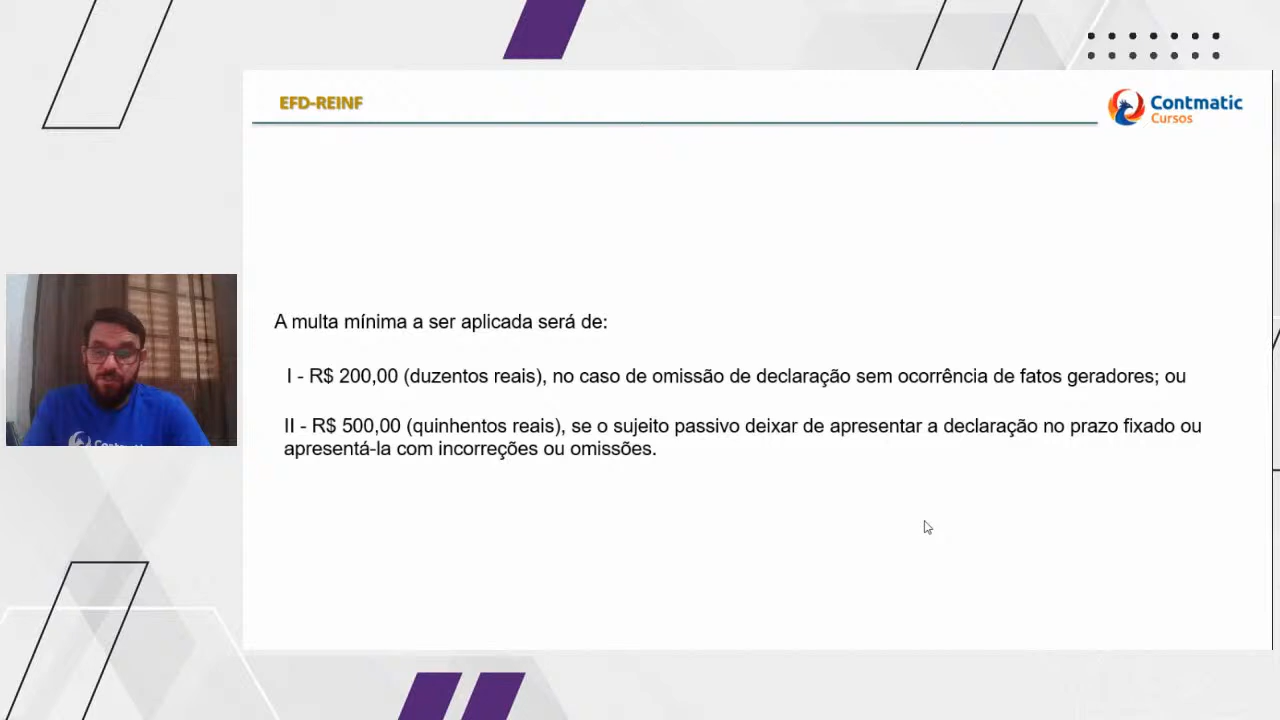 EFD-REINF
Contmatic
Cursos
A multa mínima a ser aplicada será de:
I - R$ 200,00 (duzentos reais), no caso de omissão de declaração sem ocorrência de fatos geradores; ou
II - R$ 500,00 (quinhentos reais), se o sujeito passivo deixar de apresentar a declaração no prazo fixado ou
apresentá-la com incorreções ou omissões.